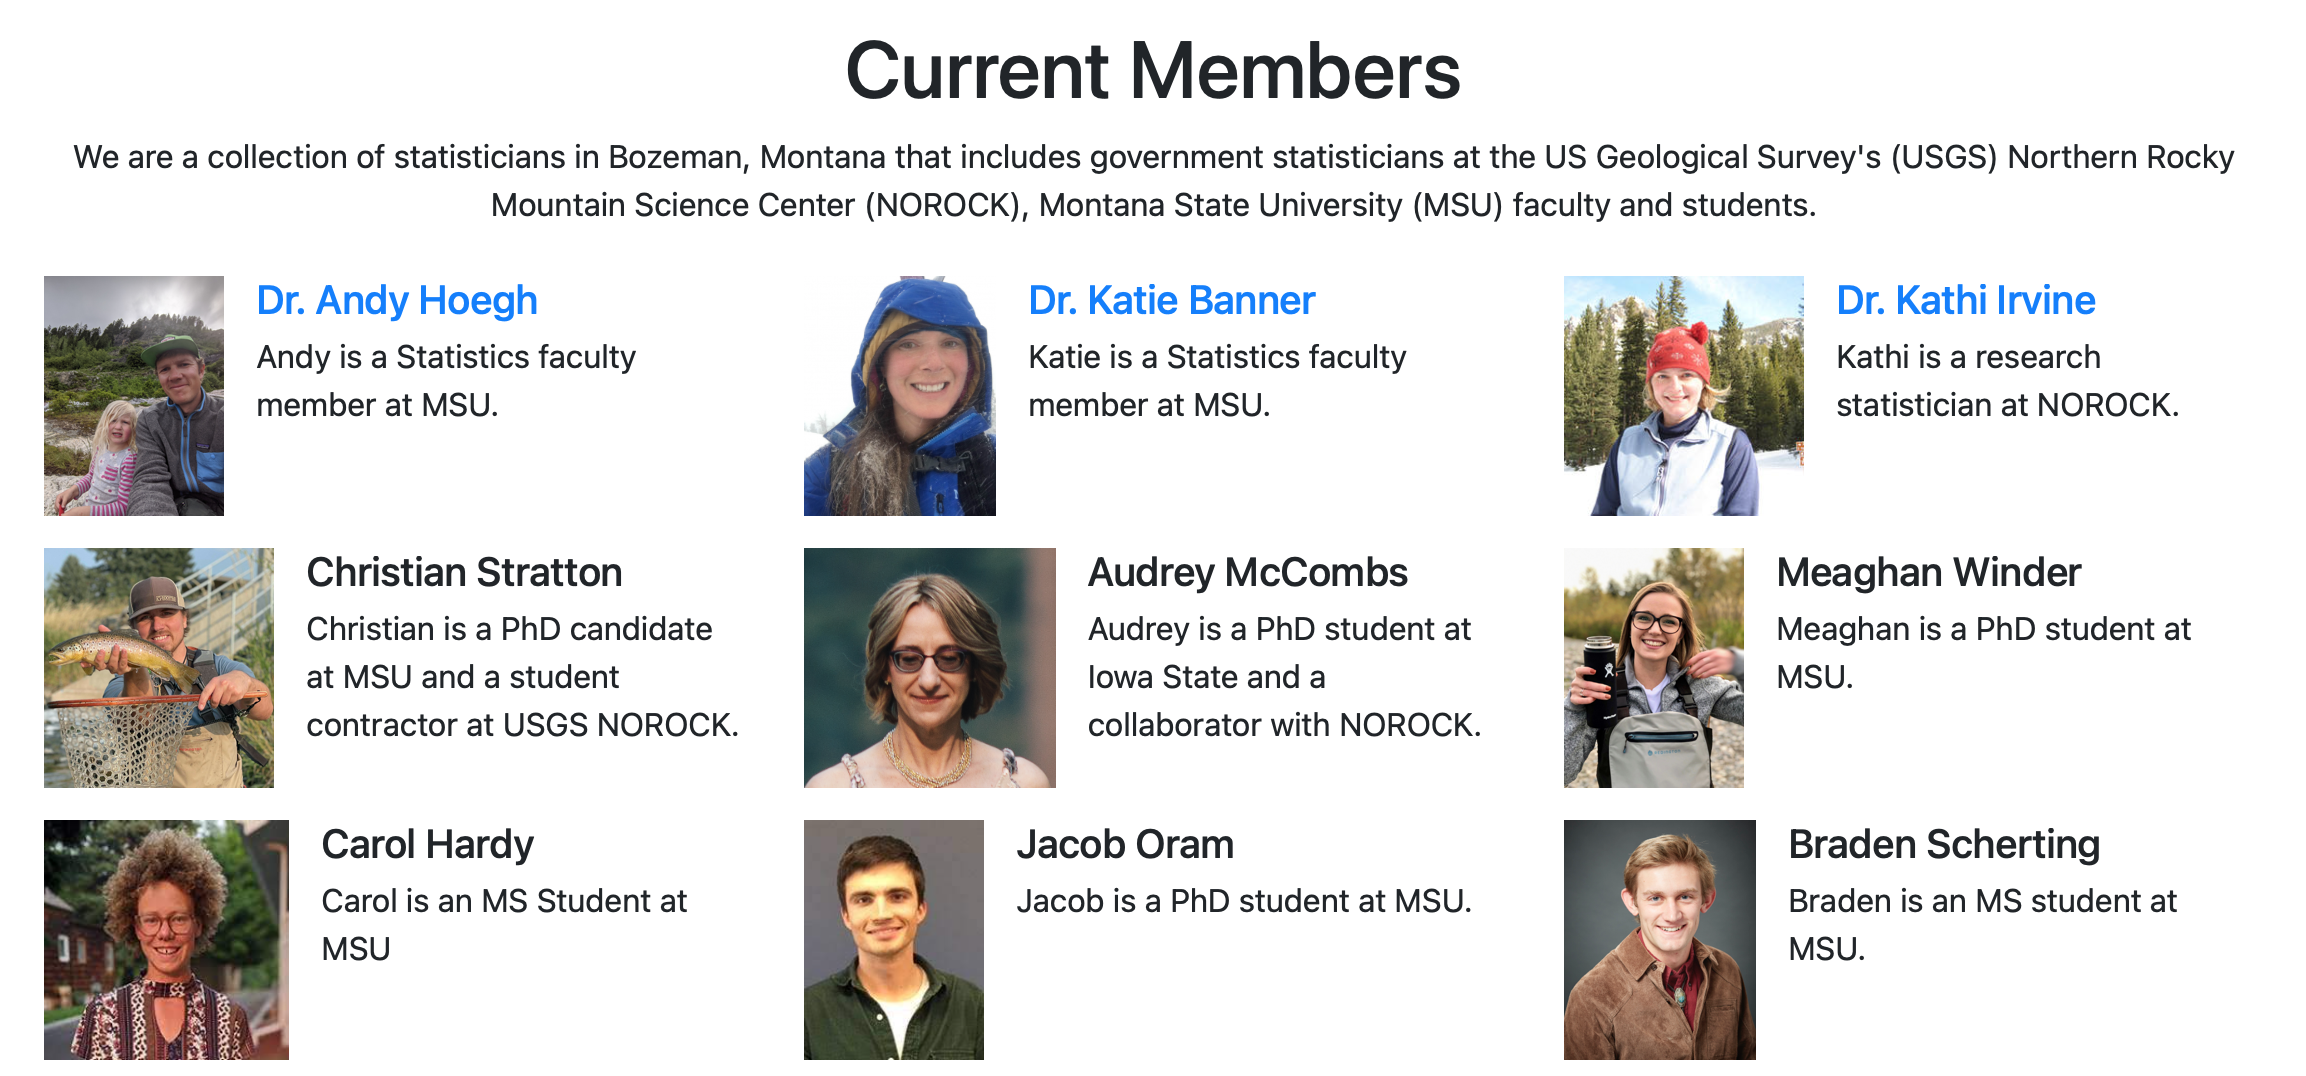 Current Members
We are a collection of statisticians in Bozeman, Montana that includes government statisticians at the US Geological Survey's (USGS) Northern Rocky
Mountain Science Center (NOROCK), Montana State University (MSU) faculty and students.
Dr. Andy Hoegh
Andy is a Statistics faculty
member at MSU.
Dr. Katie Banner
Katie is a Statistics faculty
member at MSU.
Dr. Kathi Irvine
Kathi is a research
statistician at NOROCK.
Christian Stratton
Christian is a PhD candidate
at MSU and a student
contractor at USGS NOROCK.
Audrey McCombs
Audrey is a PhD student at
Iowa State and a
collaborator with NOROCK.
Meaghan Winder
Meaghan is a PhD student at
MSU.
Carol Hardy
Carol is an MS Student at
MSU
Jacob Oram
Jacob is a PhD student at MSU.
Braden Scherting
Braden is an MS student at
MSU.